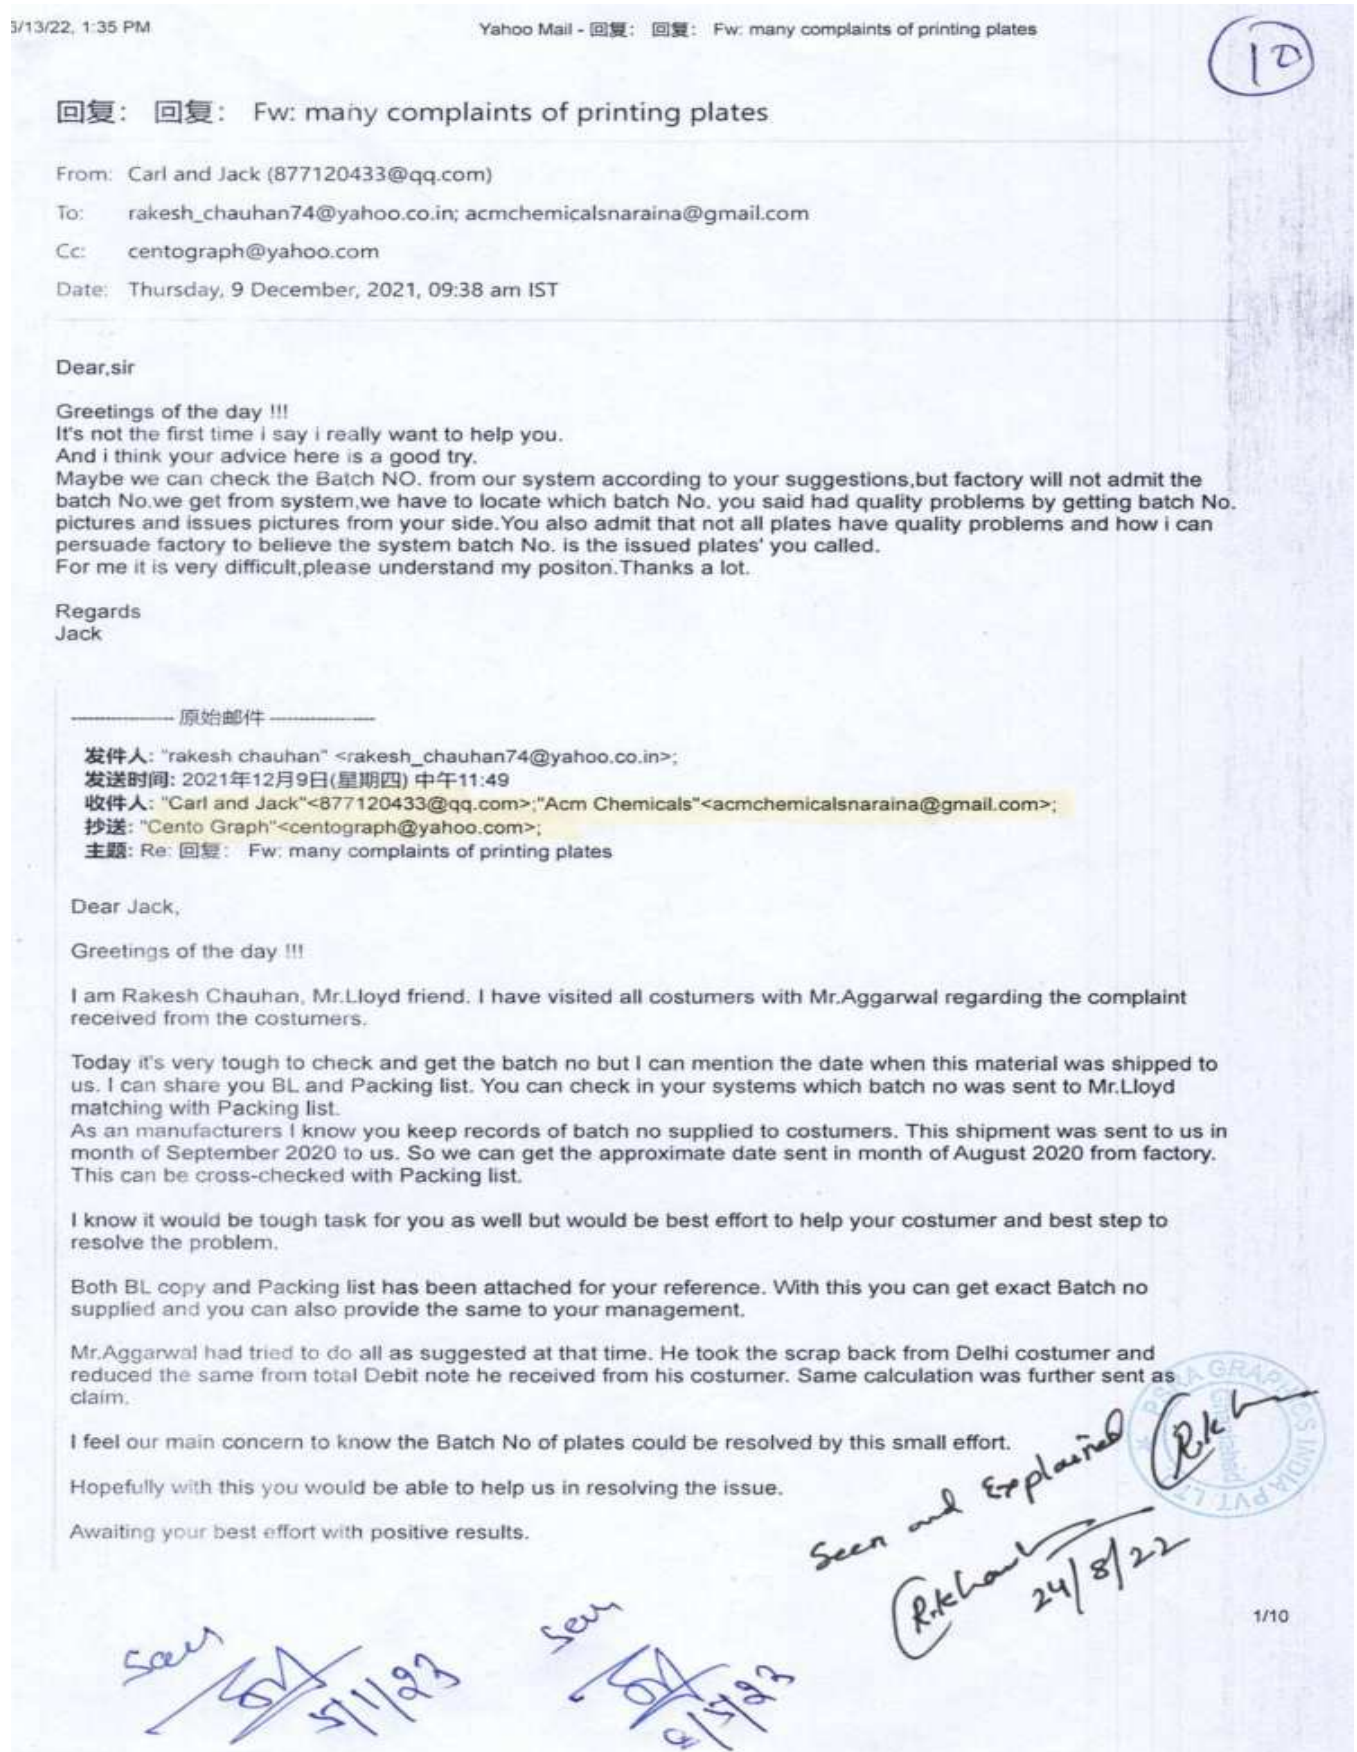 /13/22, 1:35 PM
Yahoo Mail - 回复： 回复： Fw: many complaints of printing plates
10
回复： 回复： Fw: many complaints of printing plates
From: Carl and Jack (877120433@qq.com)
To: rakesh_chauhan74@yahoo.co.in; acmchemicalsnaraina@gmail.com
Cc: centograph@yahoo.com
Date: Thursday, 9 December, 2021, 09:38 am IST
Dear,sir
Greetings of the day !!!
It's not the first time i say i really want to help you.
And i think your advice here is a good try.
Maybe we can check the Batch NO. from our system according to your suggestions,but factory will not admit the
batch No.we get from system,we have to locate which batch No. you said had quality problems by getting batch No.
pictures and issues pictures from your side.You also admit that not all plates have quality problems and how i can
persuade factory to believe the system batch No. is the issued plates' you called.
For me it is very difficult,please understand my positon.Thanks a lot.
Regards
Jack
------------------ 原始邮件 ------------------
发件人: "rakesh chauhan" <rakesh_chauhan74@yahoo.co.in>;
发送时间: 2021年12月9日(星期四) 中午11:49
收件人: "Carl and Jack"<877120433@qq.com>;"Acm Chemicals"<acmchemicalsnaraina@gmail.com>;
抄送: "Cento Graph"<centograph@yahoo.com>;
主题: Re: 回复： Fw: many complaints of printing plates
Dear Jack,
Greetings of the day !!!
I am Rakesh Chauhan, Mr.Lloyd friend. I have visited all costumers with Mr.Aggarwal regarding the complaint
received from the costumers.
Today it's very tough to check and get the batch no but I can mention the date when this material was shipped to
us. I can share you BL and Packing list. You can check in your systems which batch no was sent to Mr.Lloyd
matching with Packing list.
As an manufacturers I know you keep records of batch no supplied to costumers. This shipment was sent to us in
month of September 2020 to us. So we can get the approximate date sent in month of August 2020 from factory.
This can be cross-checked with Packing list.
I know it would be tough task for you as well but would be best effort to help your costumer and best step to
resolve the problem.
Both BL copy and Packing list has been attached for your reference. With this you can get exact Batch no
supplied and you can also provide the same to your management.
Mr.Aggarwal had tried to do all as suggested at that time. He took the scrap back from Delhi costumer and
reduced the same from total Debit note he received from his costumer. Same calculation was further sent as
claim.
I feel our main concern to know the Batch No of plates could be resolved by this small effort.
Hopefully with this you would be able to help us in resolving the issue.
Awaiting your best effort with positive results.
GRAPHICS INDIA PVT LT
Seen and Explained
24/8/22
1/10
/1/23